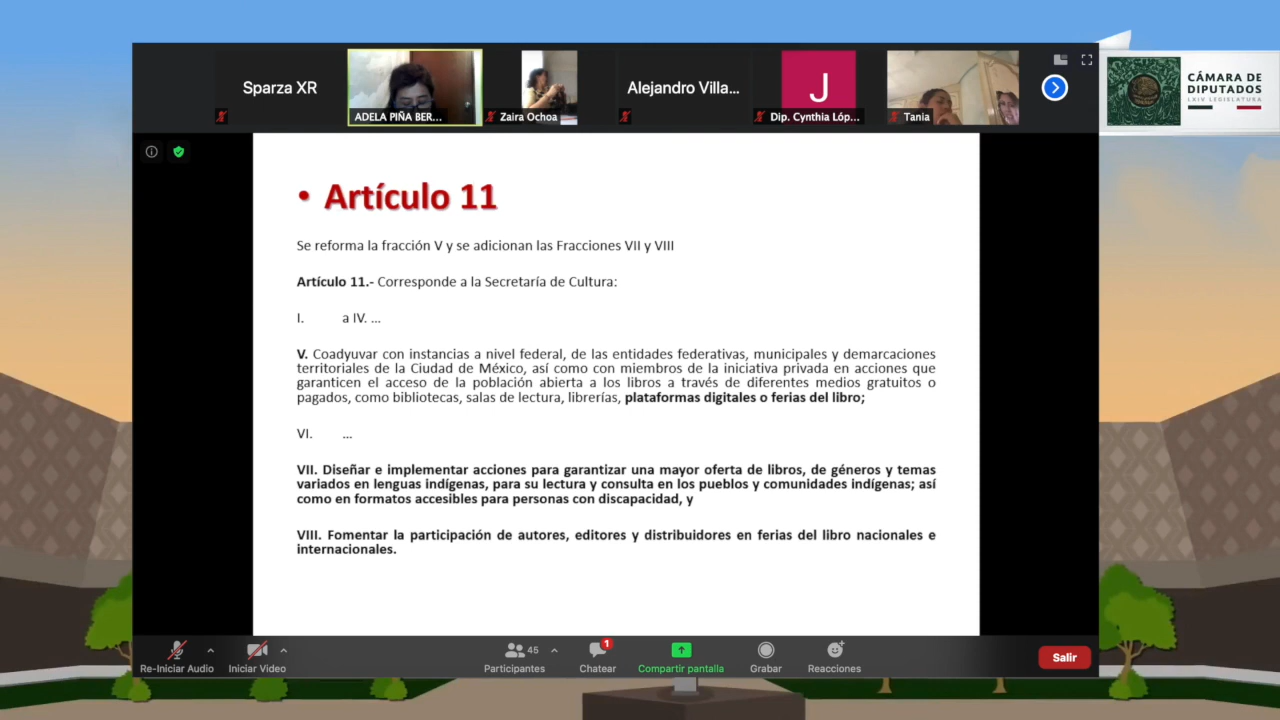 Sparza XR
ADELA PIÑA BER...
Zaira Ochoa
Alejandro Villa...
J
Dip. Cynthia Lóp...
Tania
CÁMARA DE
DIPUTADOS
LXIV LEGISLATURA
• Artículo 11
Se reforma la fracción V y se adicionan las Fracciones VII y VIII
Artículo 11.- Corresponde a la Secretaría de Cultura:
I. a IV. ...
V. Coadyuvar con instancias a nivel federal, de las entidades federativas, municipales y demarcaciones
territoriales de la Ciudad de México, así como con miembros de la iniciativa privada en acciones que
garanticen el acceso de la población abierta a los libros a través de diferentes medios gratuitos o
pagados, como bibliotecas, salas de lectura, librerías, plataformas digitales o ferias del libro;
VI. ...
VII. Diseñar e implementar acciones para garantizar una mayor oferta de libros, de géneros y temas
variados en lenguas indígenas, para su lectura y consulta en los pueblos y comunidades indígenas; así
como en formatos accesibles para personas con discapacidad, y
VIII. Fomentar la participación de autores, editores y distribuidores en ferias del libro nacionales e
internacionales.
Re-Iniciar Audio
Iniciar Video
45
Participantes
1
Chatear
Compartir pantalla
Grabar
Reacciones
Salir